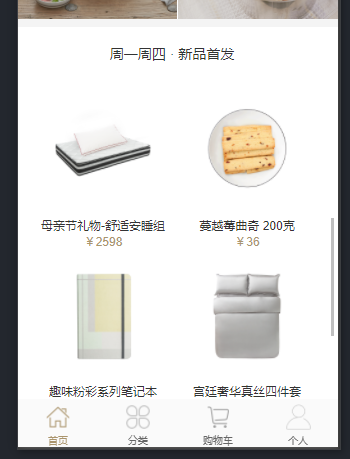 周一周四 · 新品首发
母亲节礼物-舒适安睡组
蔓越莓曲奇 200克
￥2598
￥36
趣味粉彩系列笔记本
宫廷奢华真丝四件套
首页
分类
购物车
个人